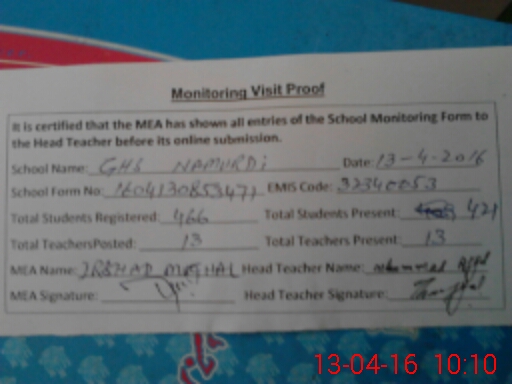 Monitoring Visit Proof
It is certified that the MEA has shown all entries of the School Monitoring Form to
the Head Teacher before its online submission.
School Name: GHS NAMURDi Date: 13-4-2016
School Form No: EMIS Code:
Total Students Registered: 466 Total Students Present: 421
Total TeachersPosted: 13 Total Teachers Present: 13
MEA Name: Head Teacher Name:
MEA Signature: Head Teacher Signature:
13-04-16 10:10